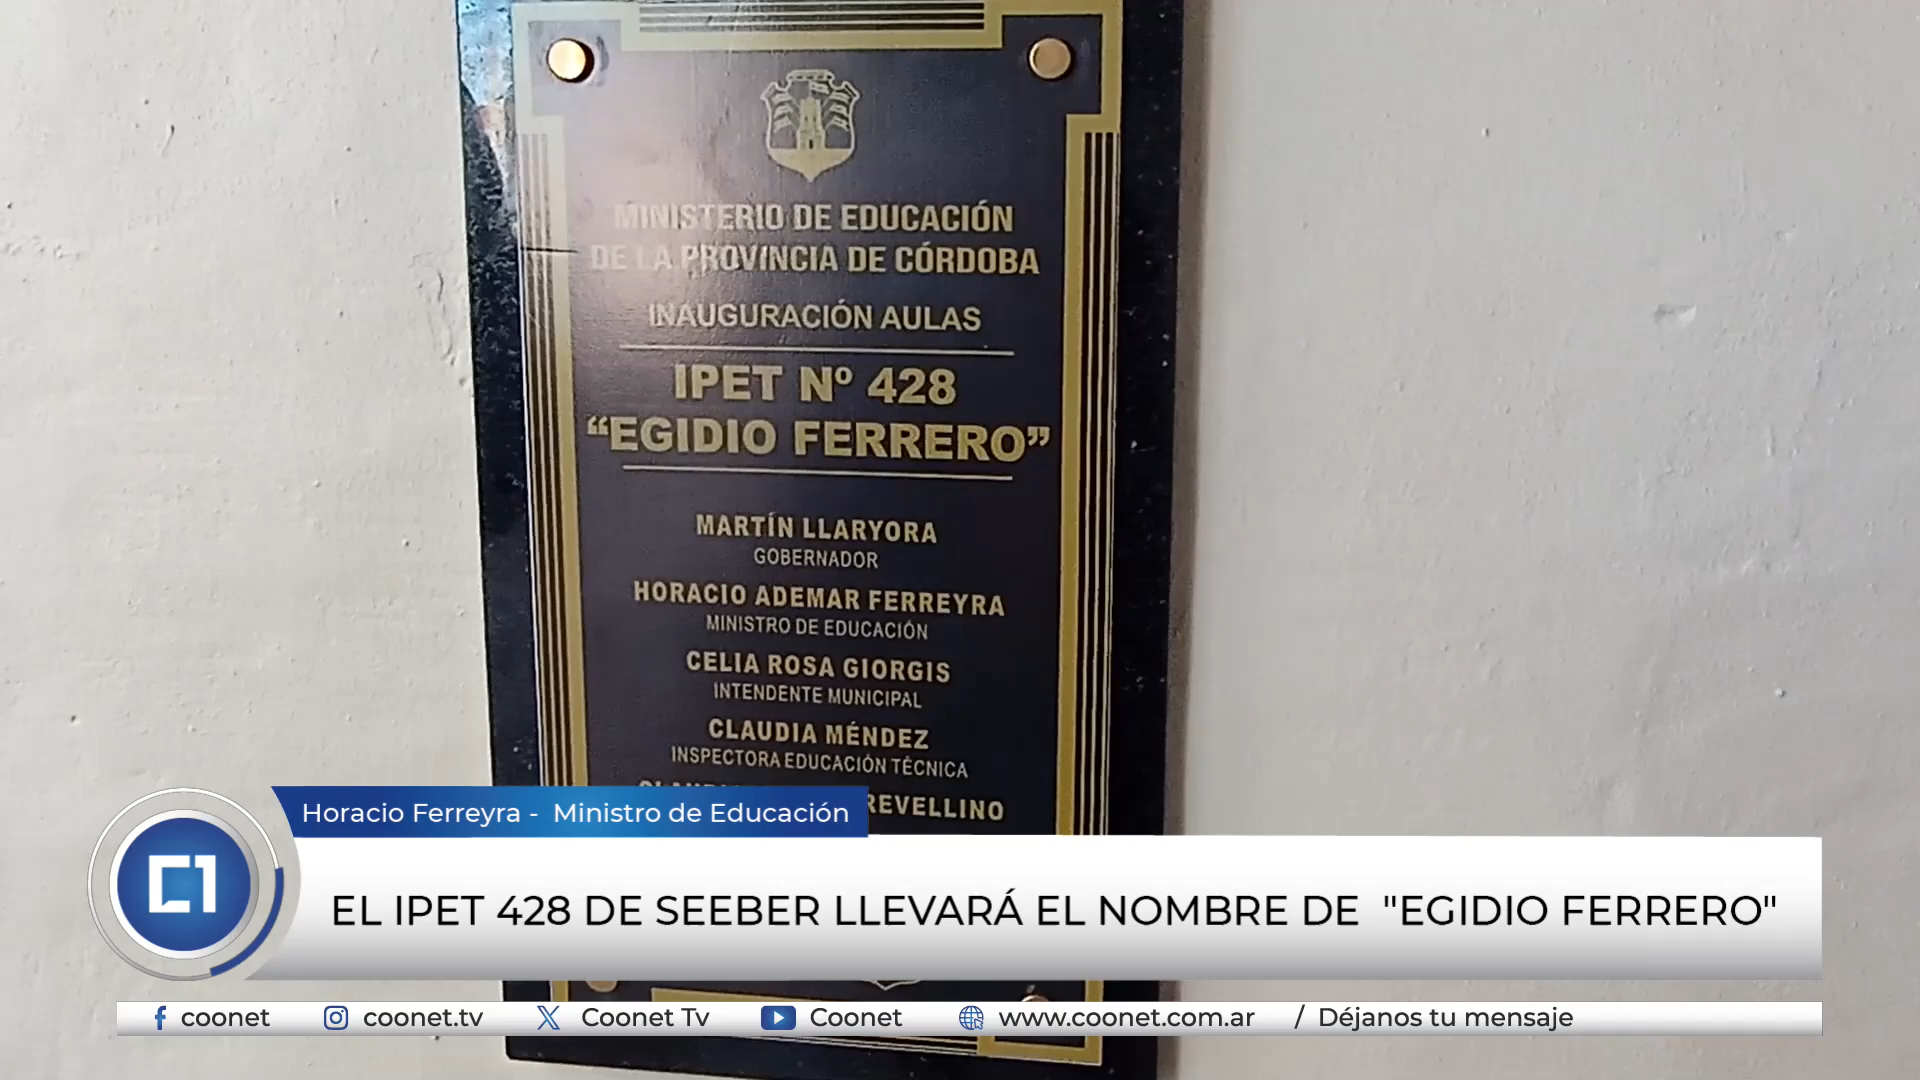 MINISTERIO DE EDUCACIÓN
DE LA PROVINCIA DE CÓRDOBA
INAUGURACIÓN AULAS
IPET Nº 428
“EGIDIO FERRERO”
MARTÍN LLARYORA
GOBERNADOR
HORACIO ADEMAR FERREYRA
MINISTRO DE EDUCACIÓN
CELIA ROSA GIORGIS
INTENDENTE MUNICIPAL
CLAUDIA MÉNDEZ
INSPECTORA EDUCACIÓN TÉCNICA
REVELLINO
Horacio Ferreyra - Ministro de Educación
C1
EL IPET 428 DE SEEBER LLEVARÁ EL NOMBRE DE "EGIDIO FERRERO"
coonet coonet.tv Coonet Tv Coonet www.coonet.com.ar / Déjanos tu mensaje